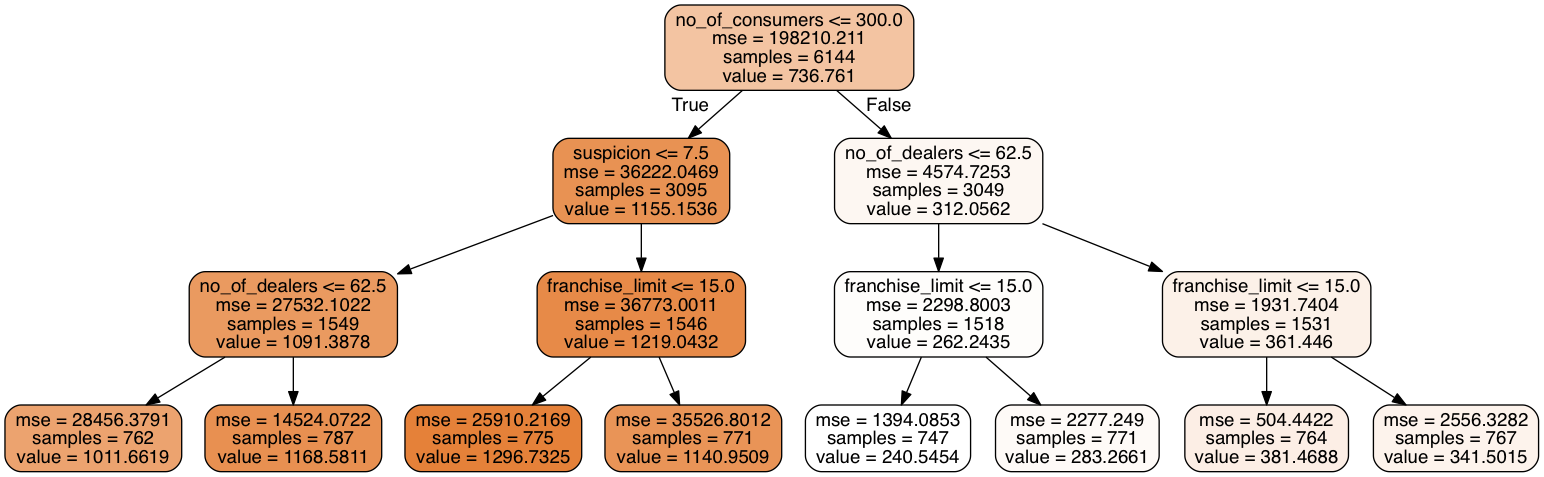 no_of_consumers <= 300.0
mse = 198210.211
samples = 6144
value = 736.761
True
False
suspicion <= 7.5
mse = 36222.0469
samples = 3095
value = 1155.1536
no_of_dealers <= 62.5
mse = 4574.7253
samples = 3049
value = 312.0562
no_of_dealers <= 62.5
mse = 27532.1022
samples = 1549
value = 1091.3878
franchise_limit <= 15.0
mse = 36773.0011
samples = 1546
value = 1219.0432
franchise_limit <= 15.0
mse = 2298.8003
samples = 1518
value = 262.2435
franchise_limit <= 15.0
mse = 1931.7404
samples = 1531
value = 361.446
mse = 28456.3791
samples = 762
value = 1011.6619
mse = 14524.0722
samples = 787
value = 1168.5811
mse = 25910.2169
samples = 775
value = 1296.7325
mse = 35526.8012
samples = 771
value = 1140.9509
mse = 1394.0853
samples = 747
value = 240.5454
mse = 2277.249
samples = 771
value = 283.2661
mse = 504.4422
samples = 764
value = 381.4688
mse = 2556.3282
samples = 767
value = 341.5015